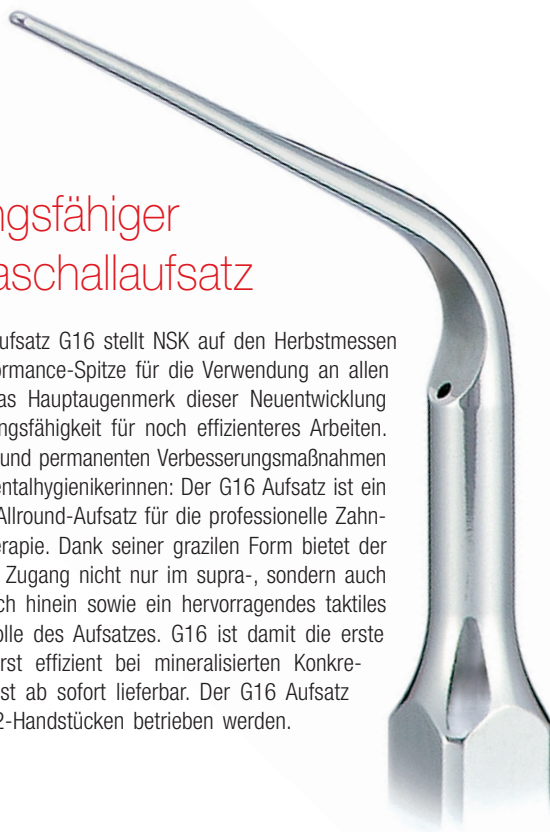 ngsfähiger
aschallaufsatz
ufsatz G16 stellt NSK auf den Herbstmessen
ormance-Spitze für die Verwendung an allen
as Hauptaugenmerk dieser Neuentwicklung
ngsfähigkeit für noch effizienteres Arbeiten.
und permanenten Verbesserungsmaßnahmen
entalhygienikerinnen: Der G16 Aufsatz ist ein
Allround-Aufsatz für die professionelle Zahn-
erapie. Dank seiner grazilen Form bietet der
Zugang nicht nur im supra-, sondern auch
ch hinein sowie ein hervorragendes taktiles
olle des Aufsatzes. G16 ist damit die erste
rst effizient bei mineralisierten Konkre-
st ab sofort lieferbar. Der G16 Aufsatz
2-Handstücken betrieben werden.